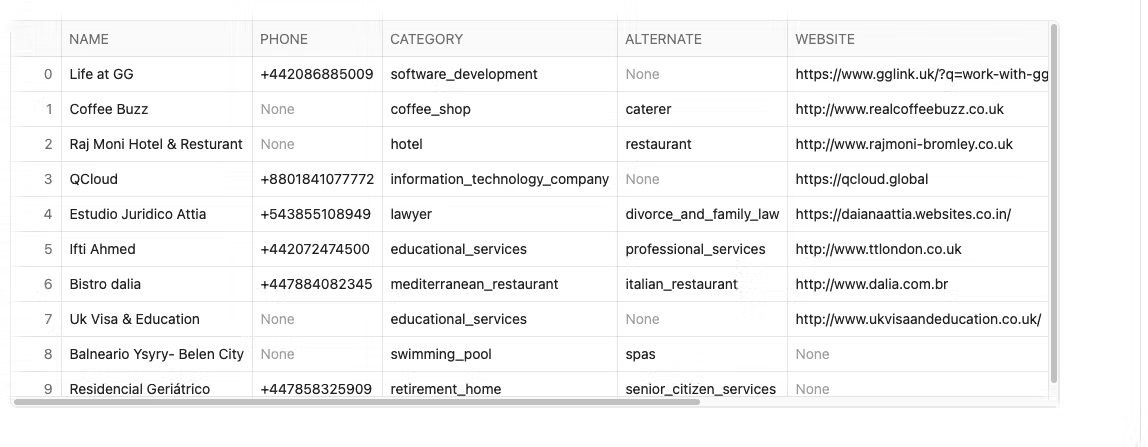 NAME PHONE CATEGORY ALTERNATE WEBSITE
0 Life at GG +442086885009 software_development None https://www.gglink.uk/?q=work-with-gg
1 Coffee Buzz None coffee_shop caterer http://www.realcoffeebuzz.co.uk
2 Raj Moni Hotel & Resturant None hotel restaurant http://www.rajmoni-bromley.co.uk
3 QCloud +8801841077772 information_technology_company None https://qcloud.global
4 Estudio Juridico Attia +543855108949 lawyer divorce_and_family_law https://daianaattia.websites.co.in/
5 Ifti Ahmed +442072474500 educational_services professional_services http://www.ttlondon.co.uk
6 Bistro dalia +447884082345 mediterranean_restaurant italian_restaurant http://www.dalia.com.br
7 Uk Visa & Education None educational_services None http://www.ukvisaandeducation.co.uk/
8 Balneario Ysyry- Belen City None swimming_pool spas None
9 Residencial Geriátrico +447858325909 retirement_home senior_citizen_services None